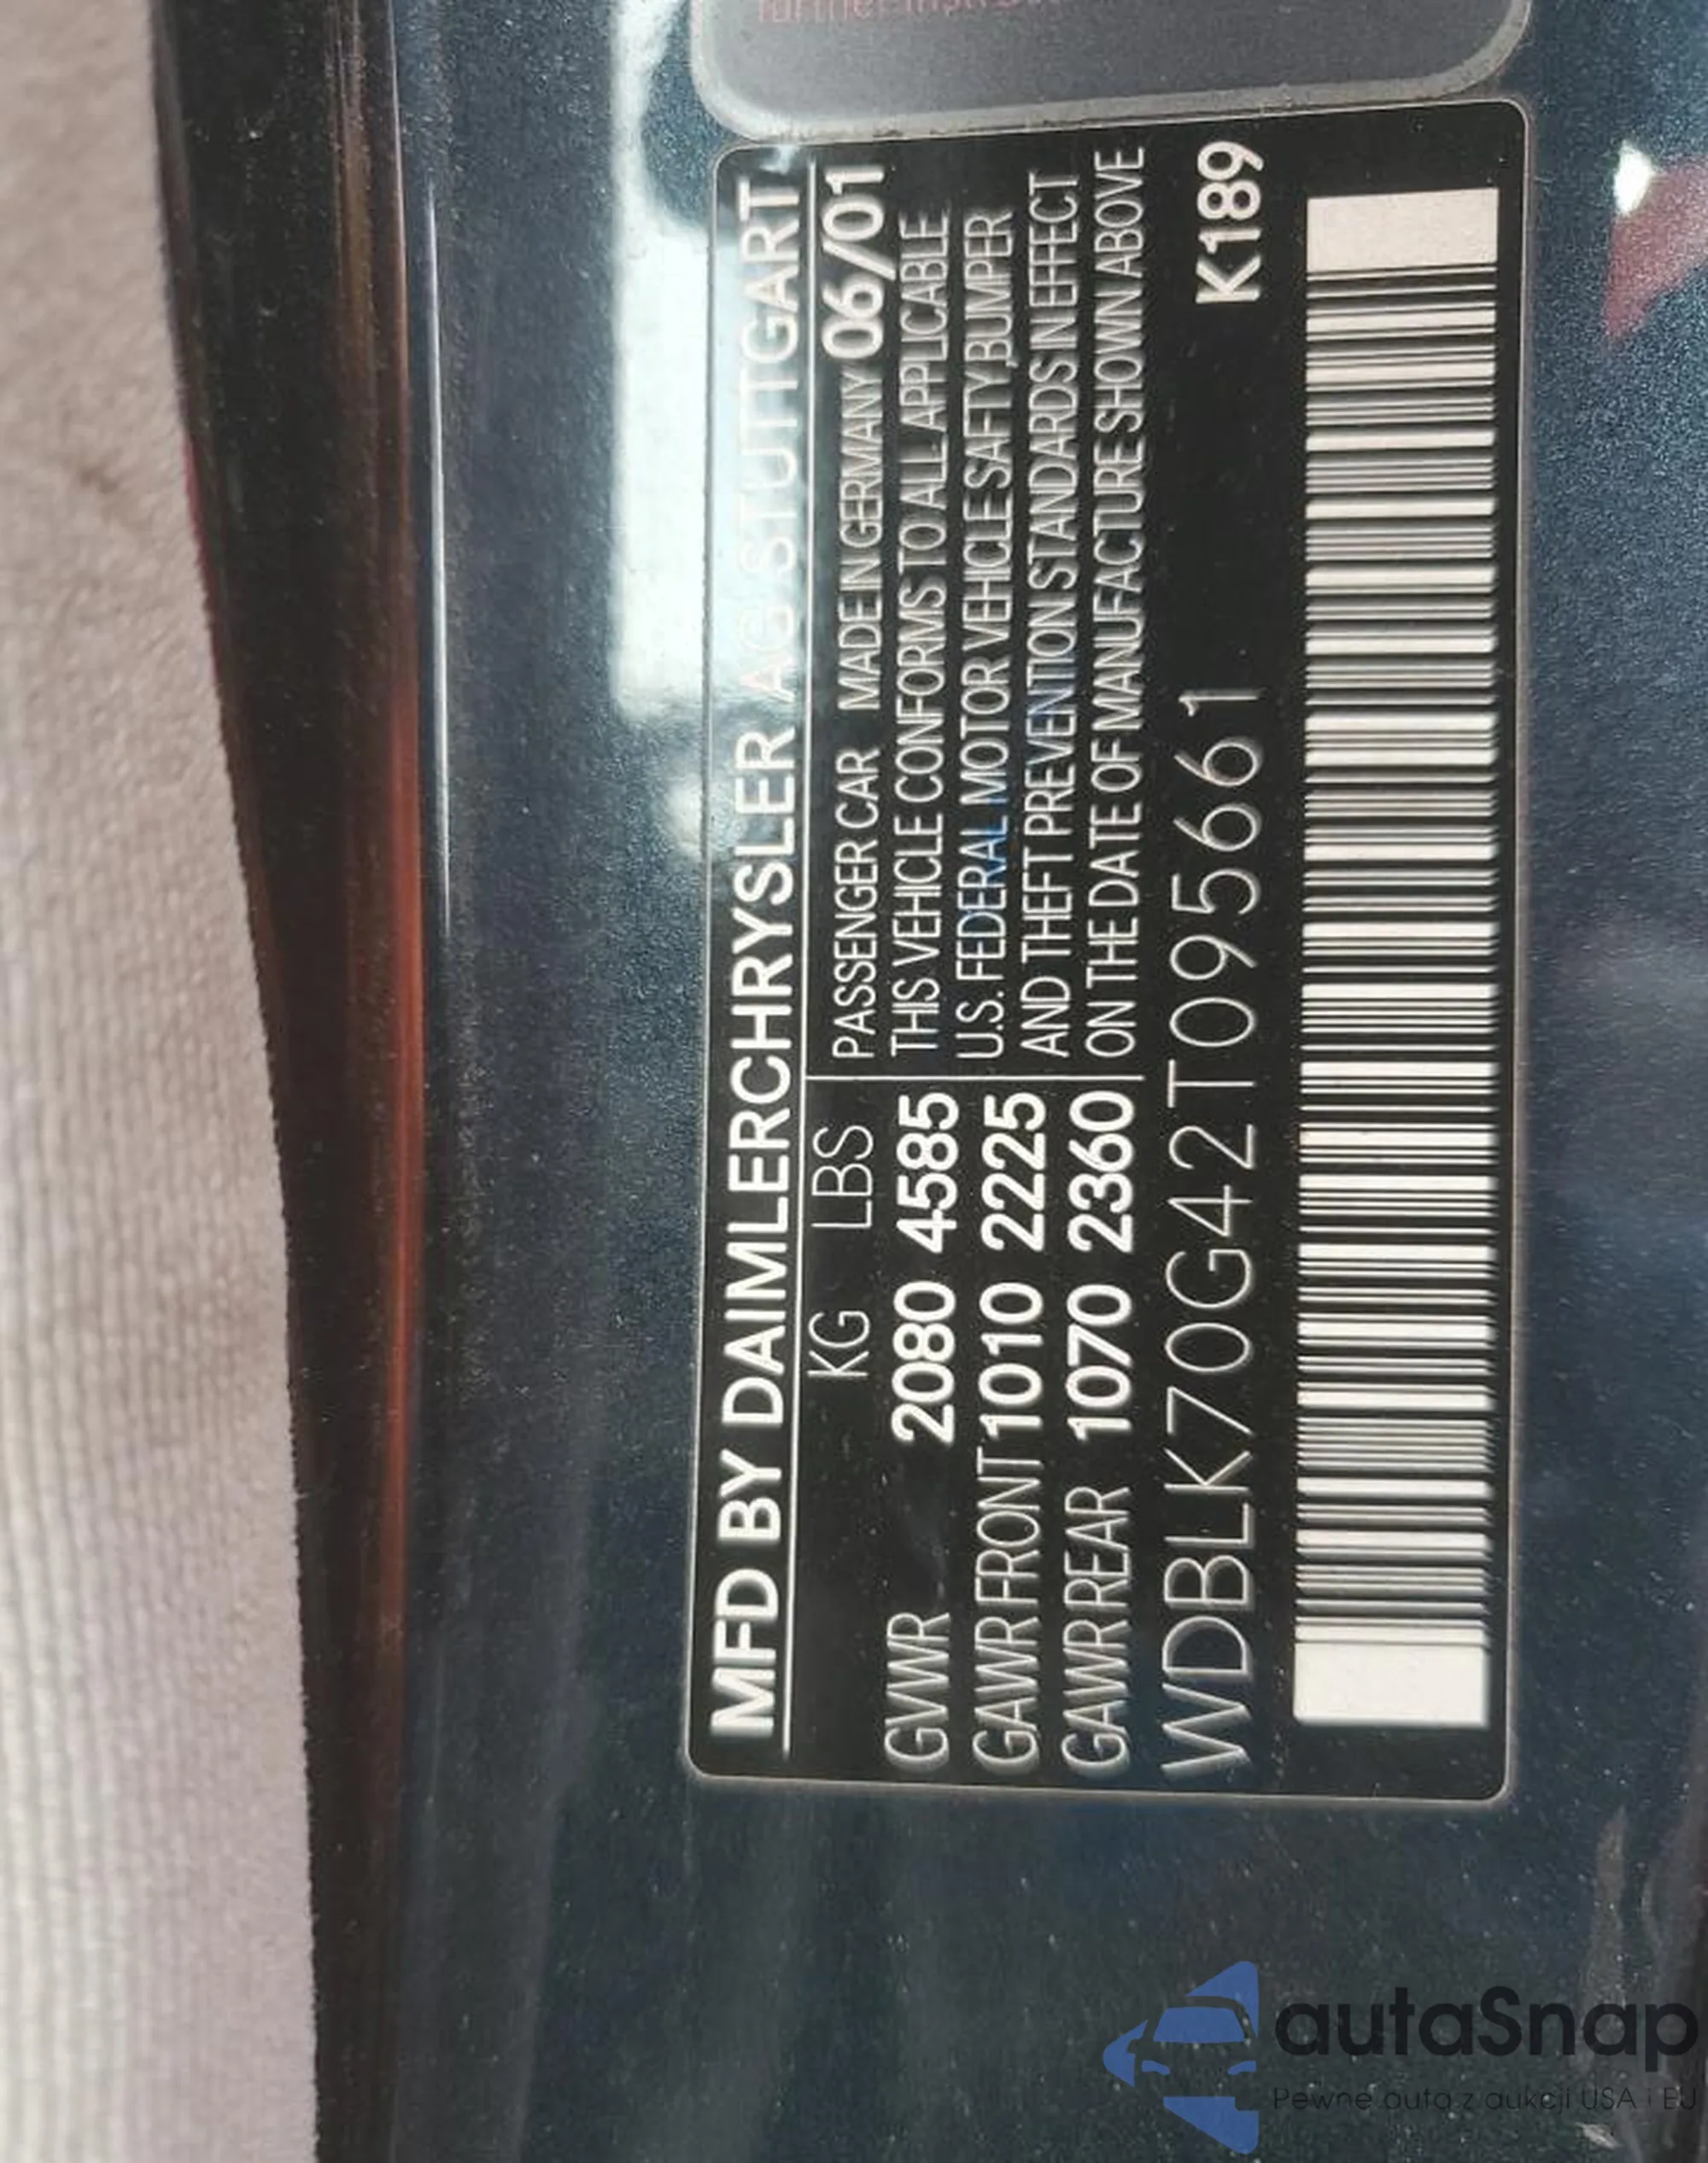 MFD BY DAIMLERCHRYSLER AG STUTTGART
KG LBS
GVWR 2080 4585
GAWR FRONT 1010 2225
GAWR REAR 1070 2360
PASSENGER CAR MADE IN GERMANY 06/01
THIS VEHICLE CONFORMS TO ALL APPLICABLE
U.S. FEDERAL MOTOR VEHICLE SAFTY,BUMPER
AND THEFT PREVENTION STANDARDS IN EFFECT
ON THE DATE OF MANUFACTURE SHOWN ABOVE
WDBLK70G42T095661
K189
autaSnap
Pewne auta z aukcji USA i EU